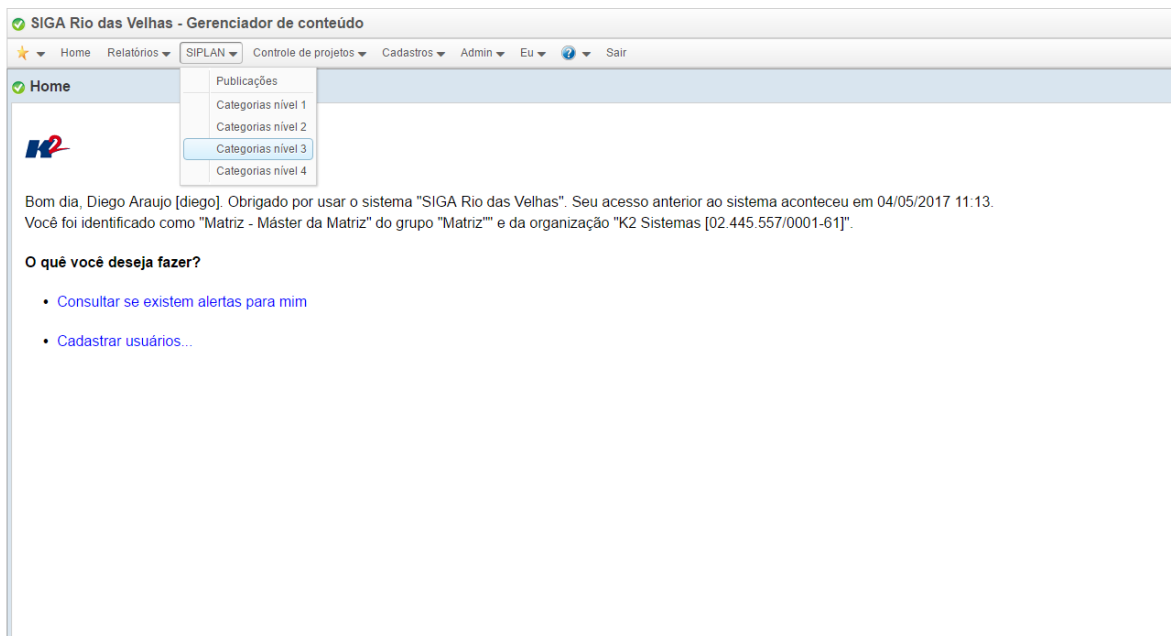 SIGA Rio das Velhas - Gerenciador de conteúdo
Home Relatórios SIPLAN Controle de projetos Cadastros Admin Eu ? Sair
Publicações
Home
Categorias nível 1
Categorias nível 2
Categorias nível 3
Categorias nível 4
K2
Bom dia, Diego Araujo [diego]. Obrigado por usar o sistema "SIGA Rio das Velhas". Seu acesso anterior ao sistema aconteceu em 04/05/2017 11:13.
Você foi identificado como "Matriz - Máster da Matriz" do grupo "Matriz"" e da organização "K2 Sistemas [02.445.557/0001-61]".
O quê você deseja fazer?
• Consultar se existem alertas para mim
• Cadastrar usuários...